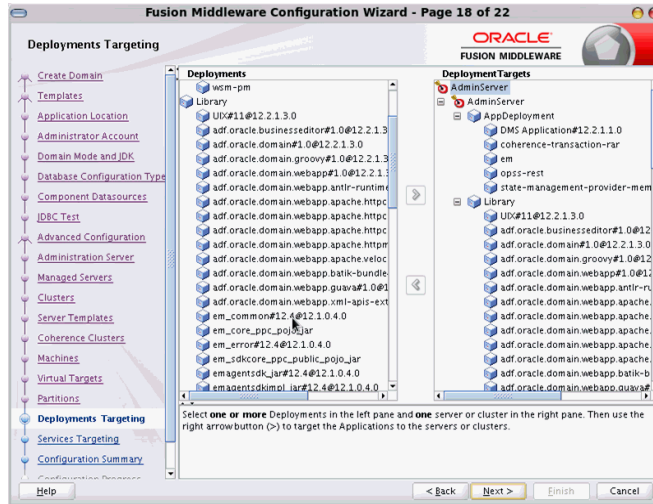 Fusion Middleware Configuration Wizard - Page 18 of 22
Deployments Targeting
ORACLE
FUSION MIDDLEWARE
Create Domain
Templates
Application Location
Administrator Account
Domain Mode and JDK
Database Configuration Type
Component Datasources
JDBC Test
Advanced Configuration
Administration Server
Managed Servers
Clusters
Server Templates
Coherence Clusters
Machines
Virtual Targets
Partitions
Deployments Targeting
Services Targeting
Configuration Summary
Configuration Progress
Deployments
wsm-pm
Library
UIX#11@12.2.1.3.0
adf.oracle.businesseditor#1.0@12.2.1.3
adf.oracle.domain#1.0@12.2.1.3.0
adf.oracle.domain.groovy#1.0@12.2.1.3
adf.oracle.domain.webapp#1.0@12.2.1.
adf.oracle.domain.webapp.antlr-runtime
adf.oracle.domain.webapp.apache.httpc
adf.oracle.domain.webapp.apache.httpc
adf.oracle.domain.webapp.apache.httpc
adf.oracle.domain.webapp.apache.httpm
adf.oracle.domain.webapp.apache.veloc
adf.oracle.domain.webapp.batik-bundle
adf.oracle.domain.webapp.guava#1.0@1
adf.oracle.domain.webapp.xml-apis-ext
em_common#12.4@12.1.0.4.0
em_core_ppc_pojo_jar
em_error#12.4@12.1.0.4.0
em_sdkcore_ppc_public_pojo_jar
emagentsdk_jar#12.4@12.1.0.4.0
emagentsdkimpl_jar#12.4@12.1.0.4.0
DeploymentTargets
AdminServer
AdminServer
AppDeployment
DMS Application#12.2.1.1.0
coherence-transaction-rar
em
opss-rest
state-management-provider-mem
Library
UIX#11@12.2.1.3.0
adf.oracle.businesseditor#1.0@12
adf.oracle.domain#1.0@12.2.1.3.0
adf.oracle.domain.groovy#1.0@12
adf.oracle.domain.webapp#1.0@12
adf.oracle.domain.webapp.antlr-ru
adf.oracle.domain.webapp.apache.
adf.oracle.domain.webapp.apache.
adf.oracle.domain.webapp.apache.
adf.oracle.domain.webapp.apache.
adf.oracle.domain.webapp.apache.
adf.oracle.domain.webapp.batik-b
adf.oracle.domain.webapp.guava#
Select one or more Deployments in the left pane and one server or cluster in the right pane. Then use the
right arrow button (>) to target the Applications to the servers or clusters.
Help
< Back
Next >
Finish
Cancel